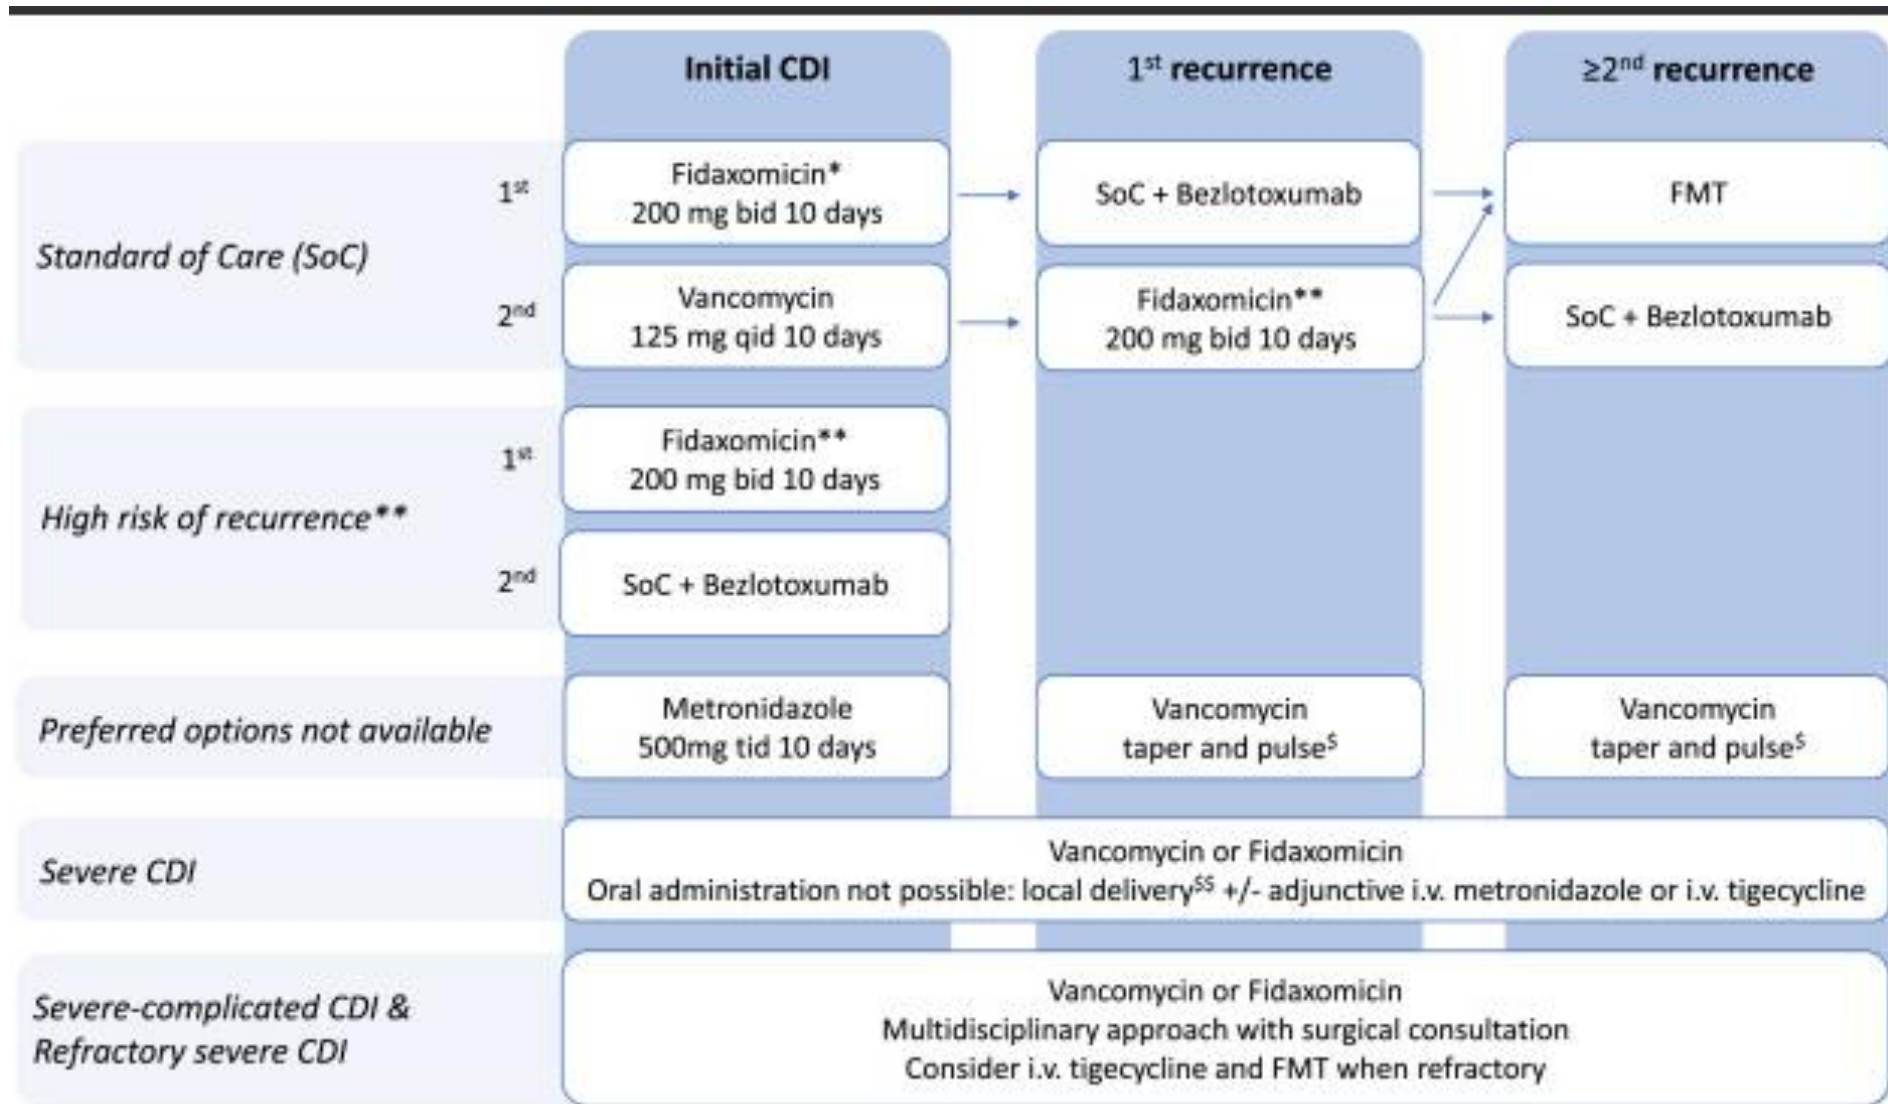 Initial CDI
1st recurrence
≥2nd recurrence
Standard of Care (SoC)
1st
Fidaxomicin*
200 mg bid 10 days
SoC + Bezlotoxumab
FMT
2nd
Vancomycin
125 mg qid 10 days
Fidaxomicin**
200 mg bid 10 days
SoC + Bezlotoxumab
High risk of recurrence**
1st
Fidaxomicin**
200 mg bid 10 days
2nd
SoC + Bezlotoxumab
Preferred options not available
Metronidazole
500mg tid 10 days
Vancomycin
taper and pulse$
Vancomycin
taper and pulse$
Severe CDI
Vancomycin or Fidaxomicin
Oral administration not possible: local delivery$$ +/- adjunctive i.v. metronidazole or i.v. tigecycline
Severe-complicated CDI &
Refractory severe CDI
Vancomycin or Fidaxomicin
Multidisciplinary approach with surgical consultation
Consider i.v. tigecycline and FMT when refractory